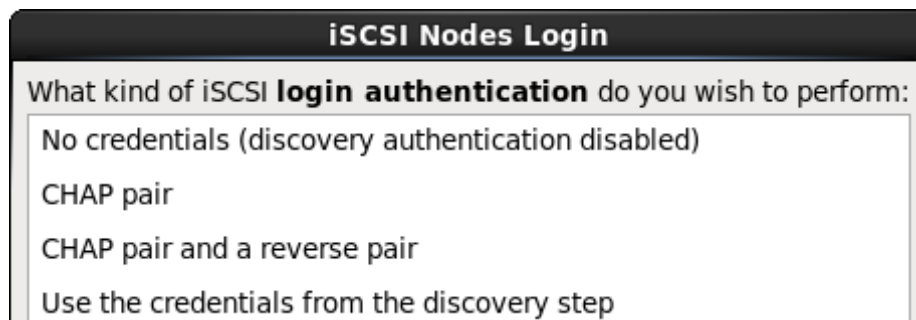 iSCSI Nodes Login
What kind of iSCSI login authentication do you wish to perform:
No credentials (discovery authentication disabled)
CHAP pair
CHAP pair and a reverse pair
Use the credentials from the discovery step